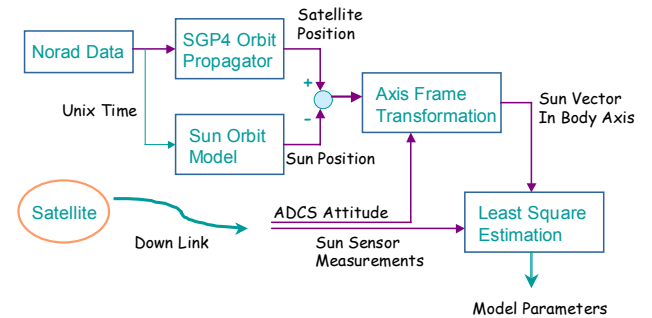 Satellite
Position
SGP4 Orbit
Propagator
Norad Data
+
Axis Frame
Transformation
Unix Time
-
Sun Vector
In Body Axis
Sun Orbit
Model
Sun Position
Satellite
ADCS Attitude
Least Square
Estimation
Down Link
Sun Sensor
Measurements
Model Parameters